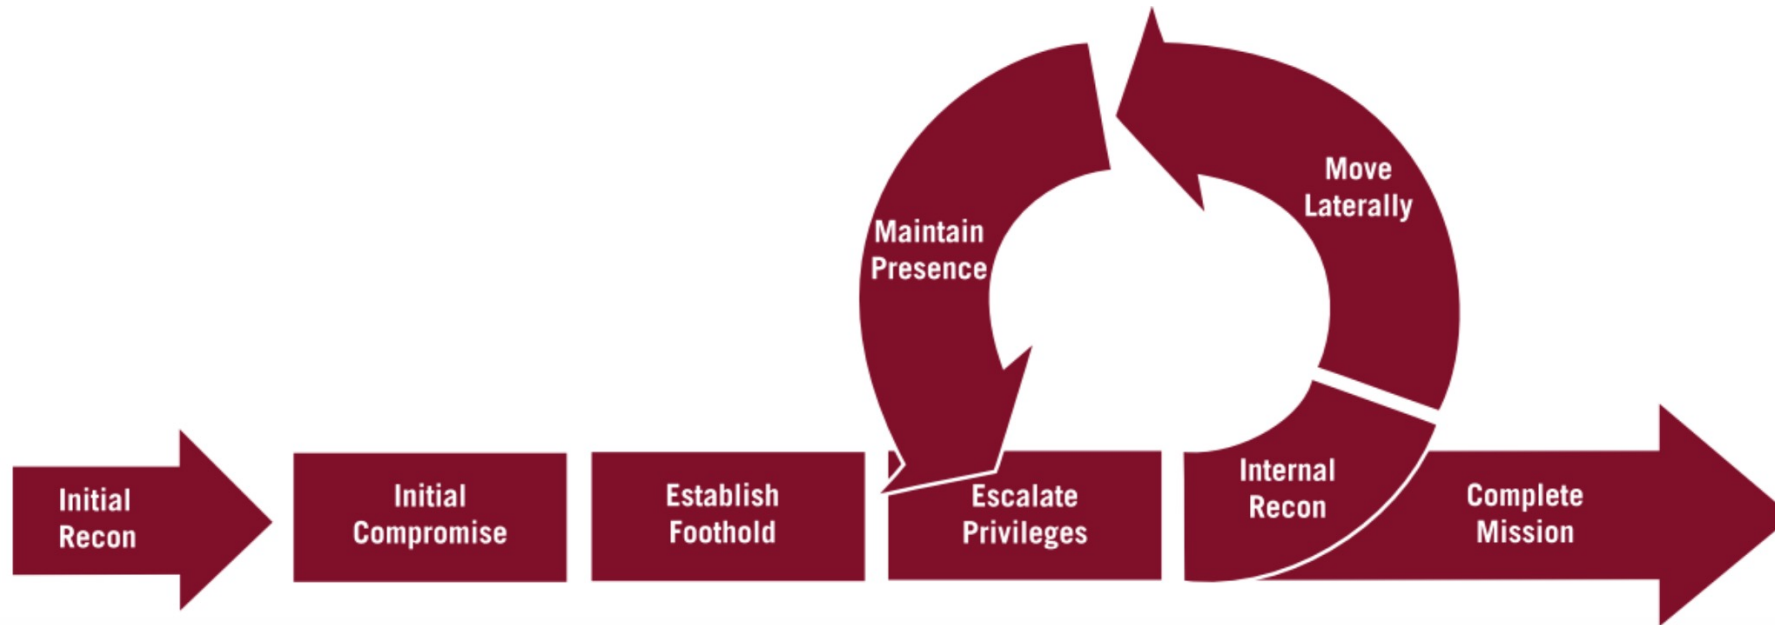 Initial
Recon
Initial
Compromise
Establish
Foothold
Escalate
Privileges
Internal
Recon
Move
Laterally
Maintain
Presence
Complete
Mission